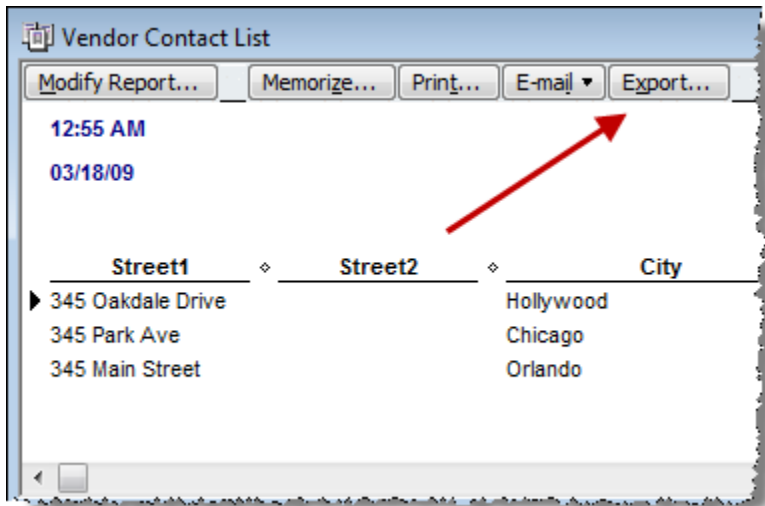 Vendor Contact List
Modify Report... Memorize... Print... E-mail Export...
12:55 AM
03/18/09
Street1 Street2 City
345 Oakdale Drive Hollywood
345 Park Ave Chicago
345 Main Street Orlando